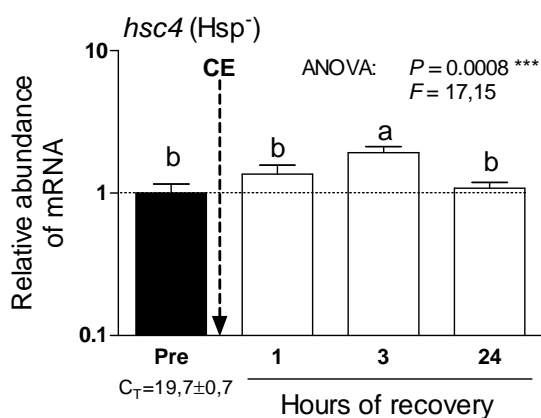 hsc4 (Hsp⁻)
10
CE
ANOVA: P = 0.0008 ***
F = 17,15
Relative abundance
of mRNA
b
b
a
b
1
0.1
Pre
1
3
24
C_T=19,7±0,7
Hours of recovery